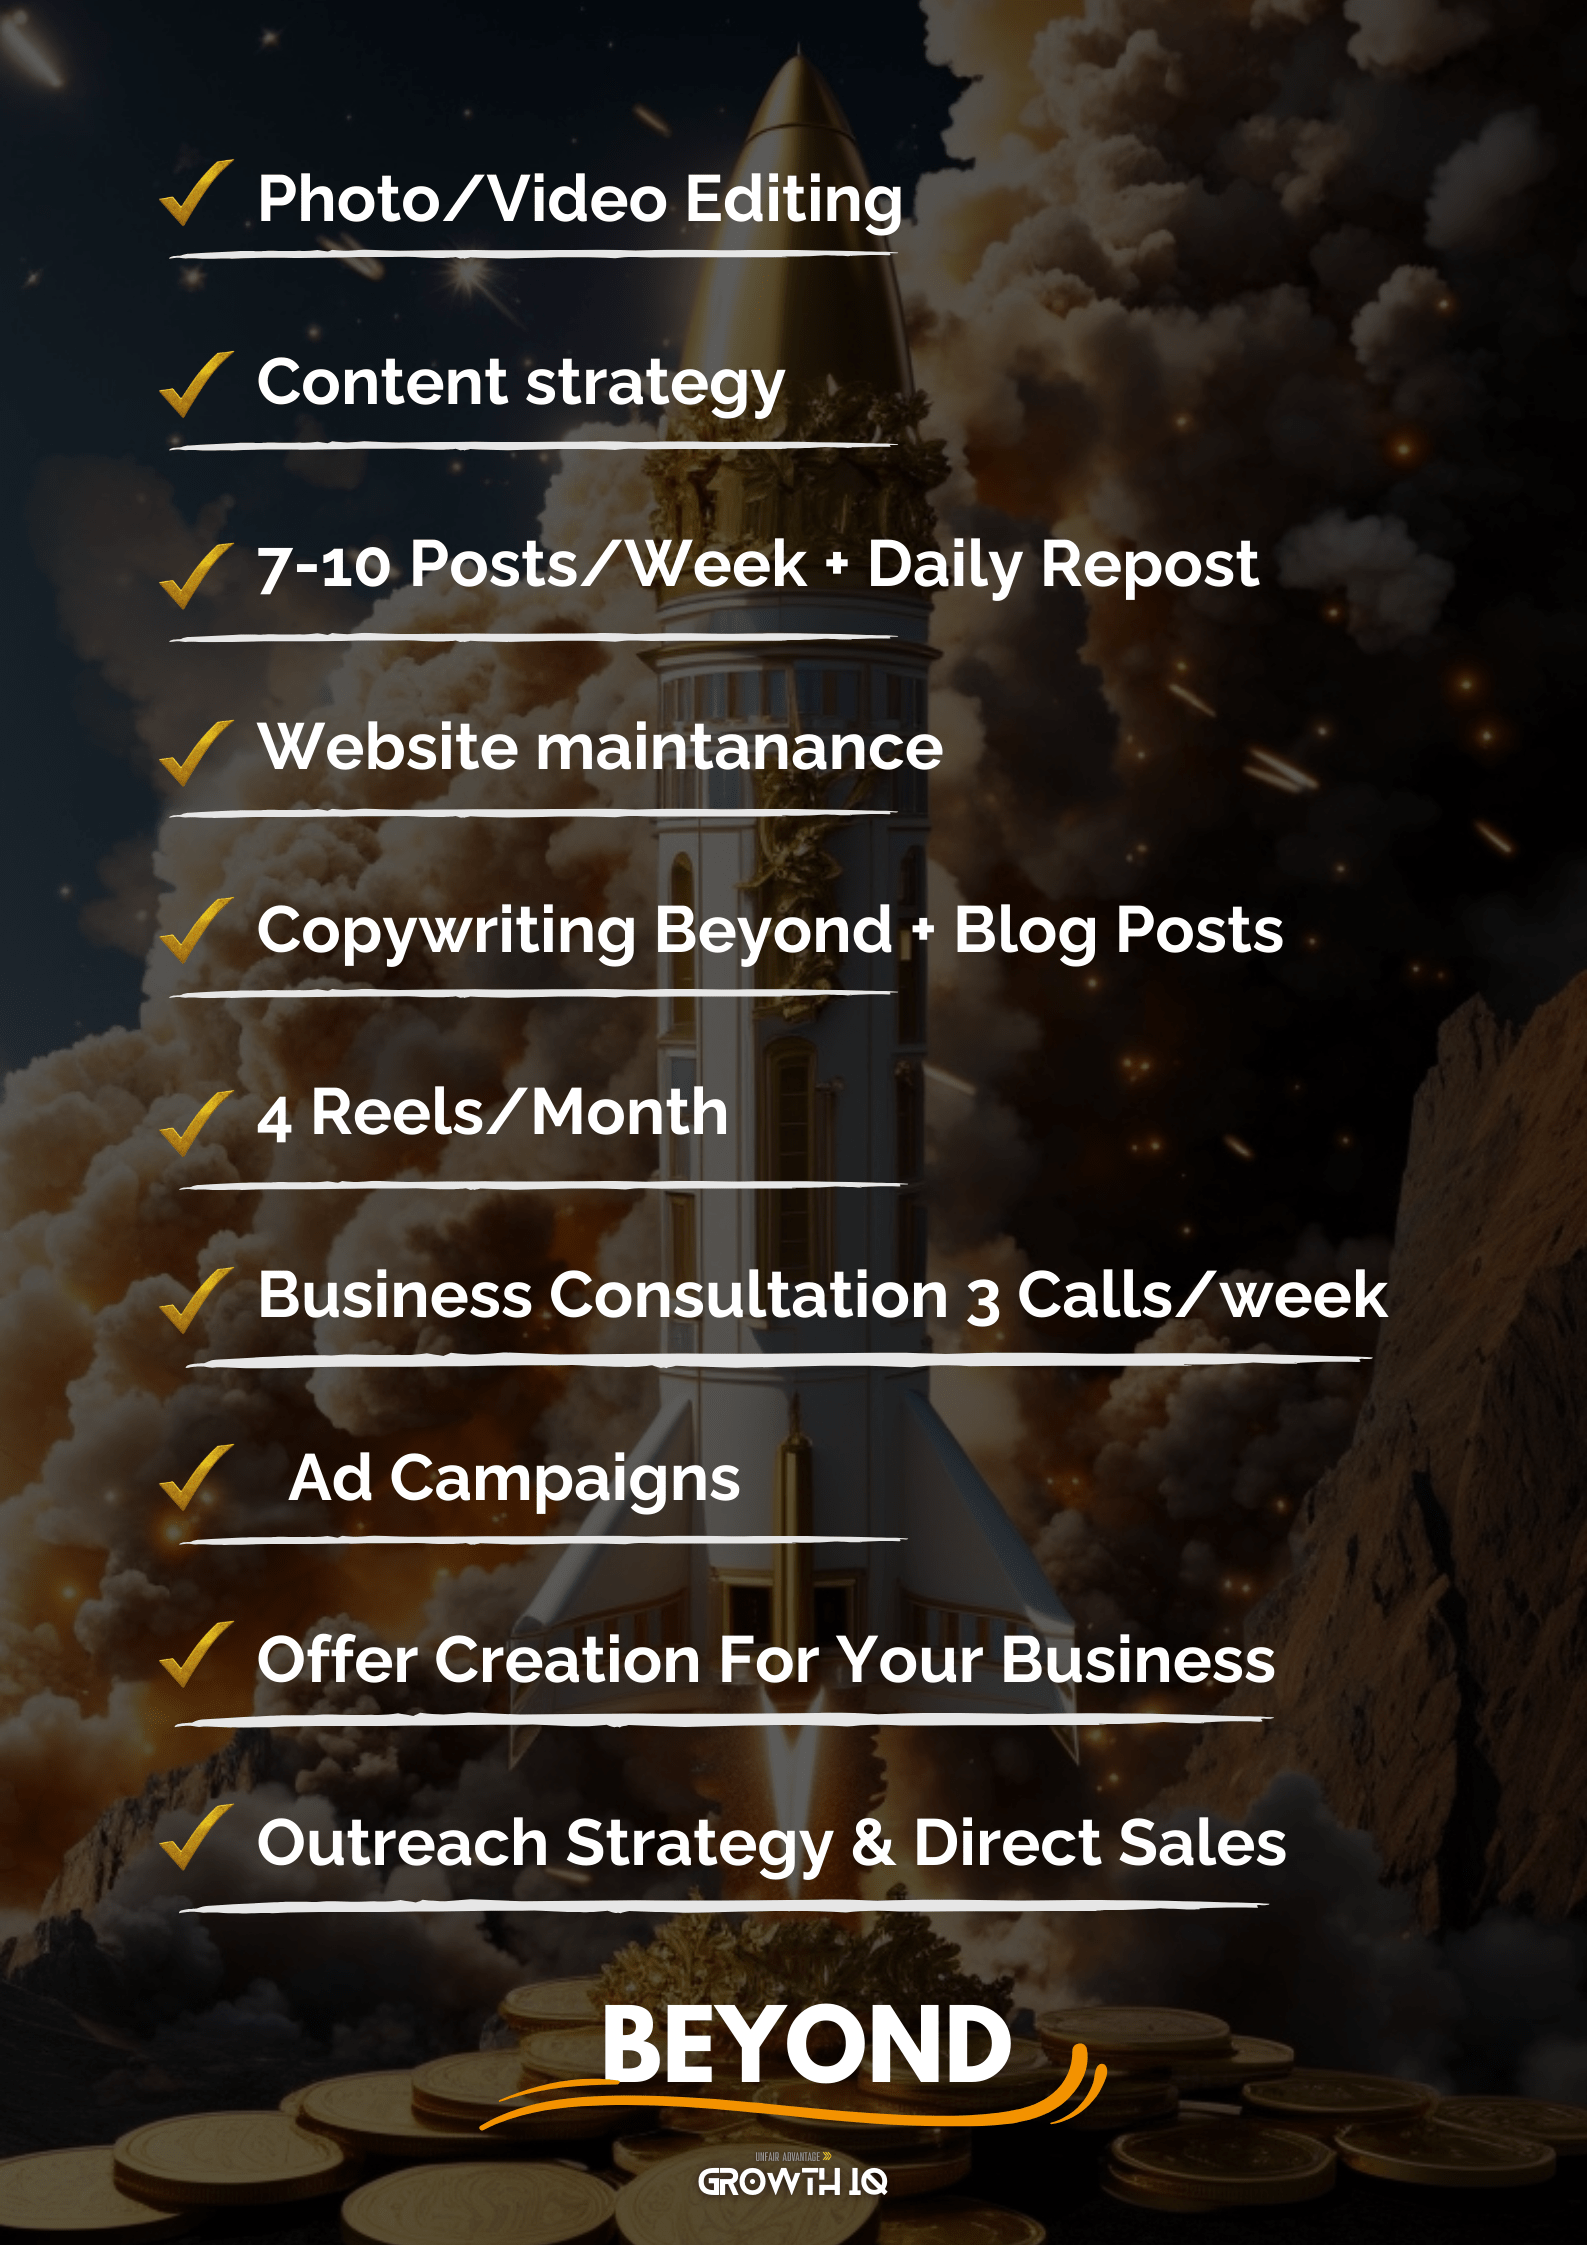 Photo/Video Editing
Content strategy
7-10 Posts/Week + Daily Repost
Website maintanance
Copywriting Beyond + Blog Posts
4 Reels/Month
Business Consultation 3 Calls/week
Ad Campaigns
Offer Creation For Your Business
Outreach Strategy & Direct Sales
BEYOND
UNFAIR ADVANTAGE
GROWTH IQ